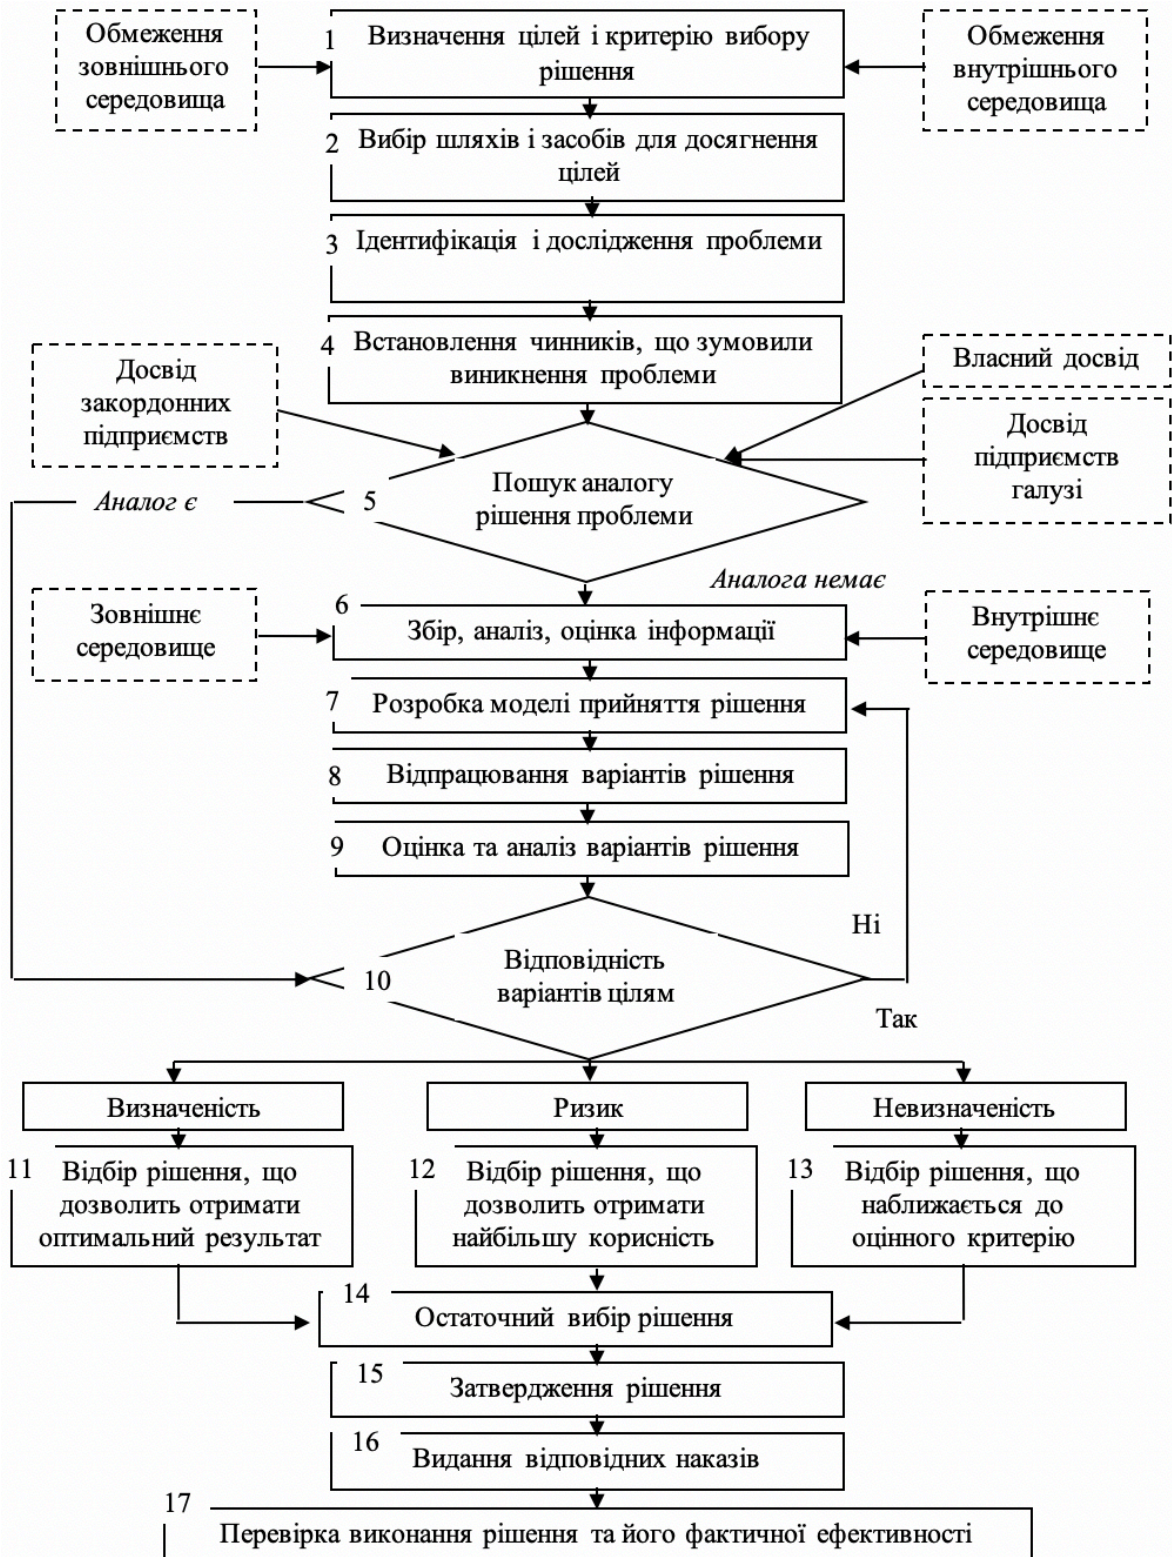 Обмеження
зовнішнього
середовища
1
Визначення цілей і критерію вибору
рішення
Обмеження
внутрішнього
середовища
2
Вибір шляхів і засобів для досягнення
цілей
3
Ідентифікація і дослідження проблеми
4
Встановлення чинників, що зумовили
виникнення проблеми
Досвід
закордонних
підприємств
Власний досвід
Досвід
підприємств
галузі
Аналог є
5
Пошук аналогу
рішення проблеми
Аналога немає
Зовнішнє
середовище
6
Збір, аналіз, оцінка інформації
Внутрішнє
середовище
7
Розробка моделі прийняття рішення
8
Відпрацювання варіантів рішення
9
Оцінка та аналіз варіантів рішення
Ні
10
Відповідність
варіантів цілям
Так
Визначеність
Ризик
Невизначеність
11
Відбір рішення, що
дозволить отримати
оптимальний результат
12
Відбір рішення, що
дозволить отримати
найбільшу корисність
13
Відбір рішення, що
наближається до
оцінного критерію
14
Остаточний вибір рішення
15
Затвердження рішення
16
Видання відповідних наказів
17
Перевірка виконання рішення та його фактичної ефективності